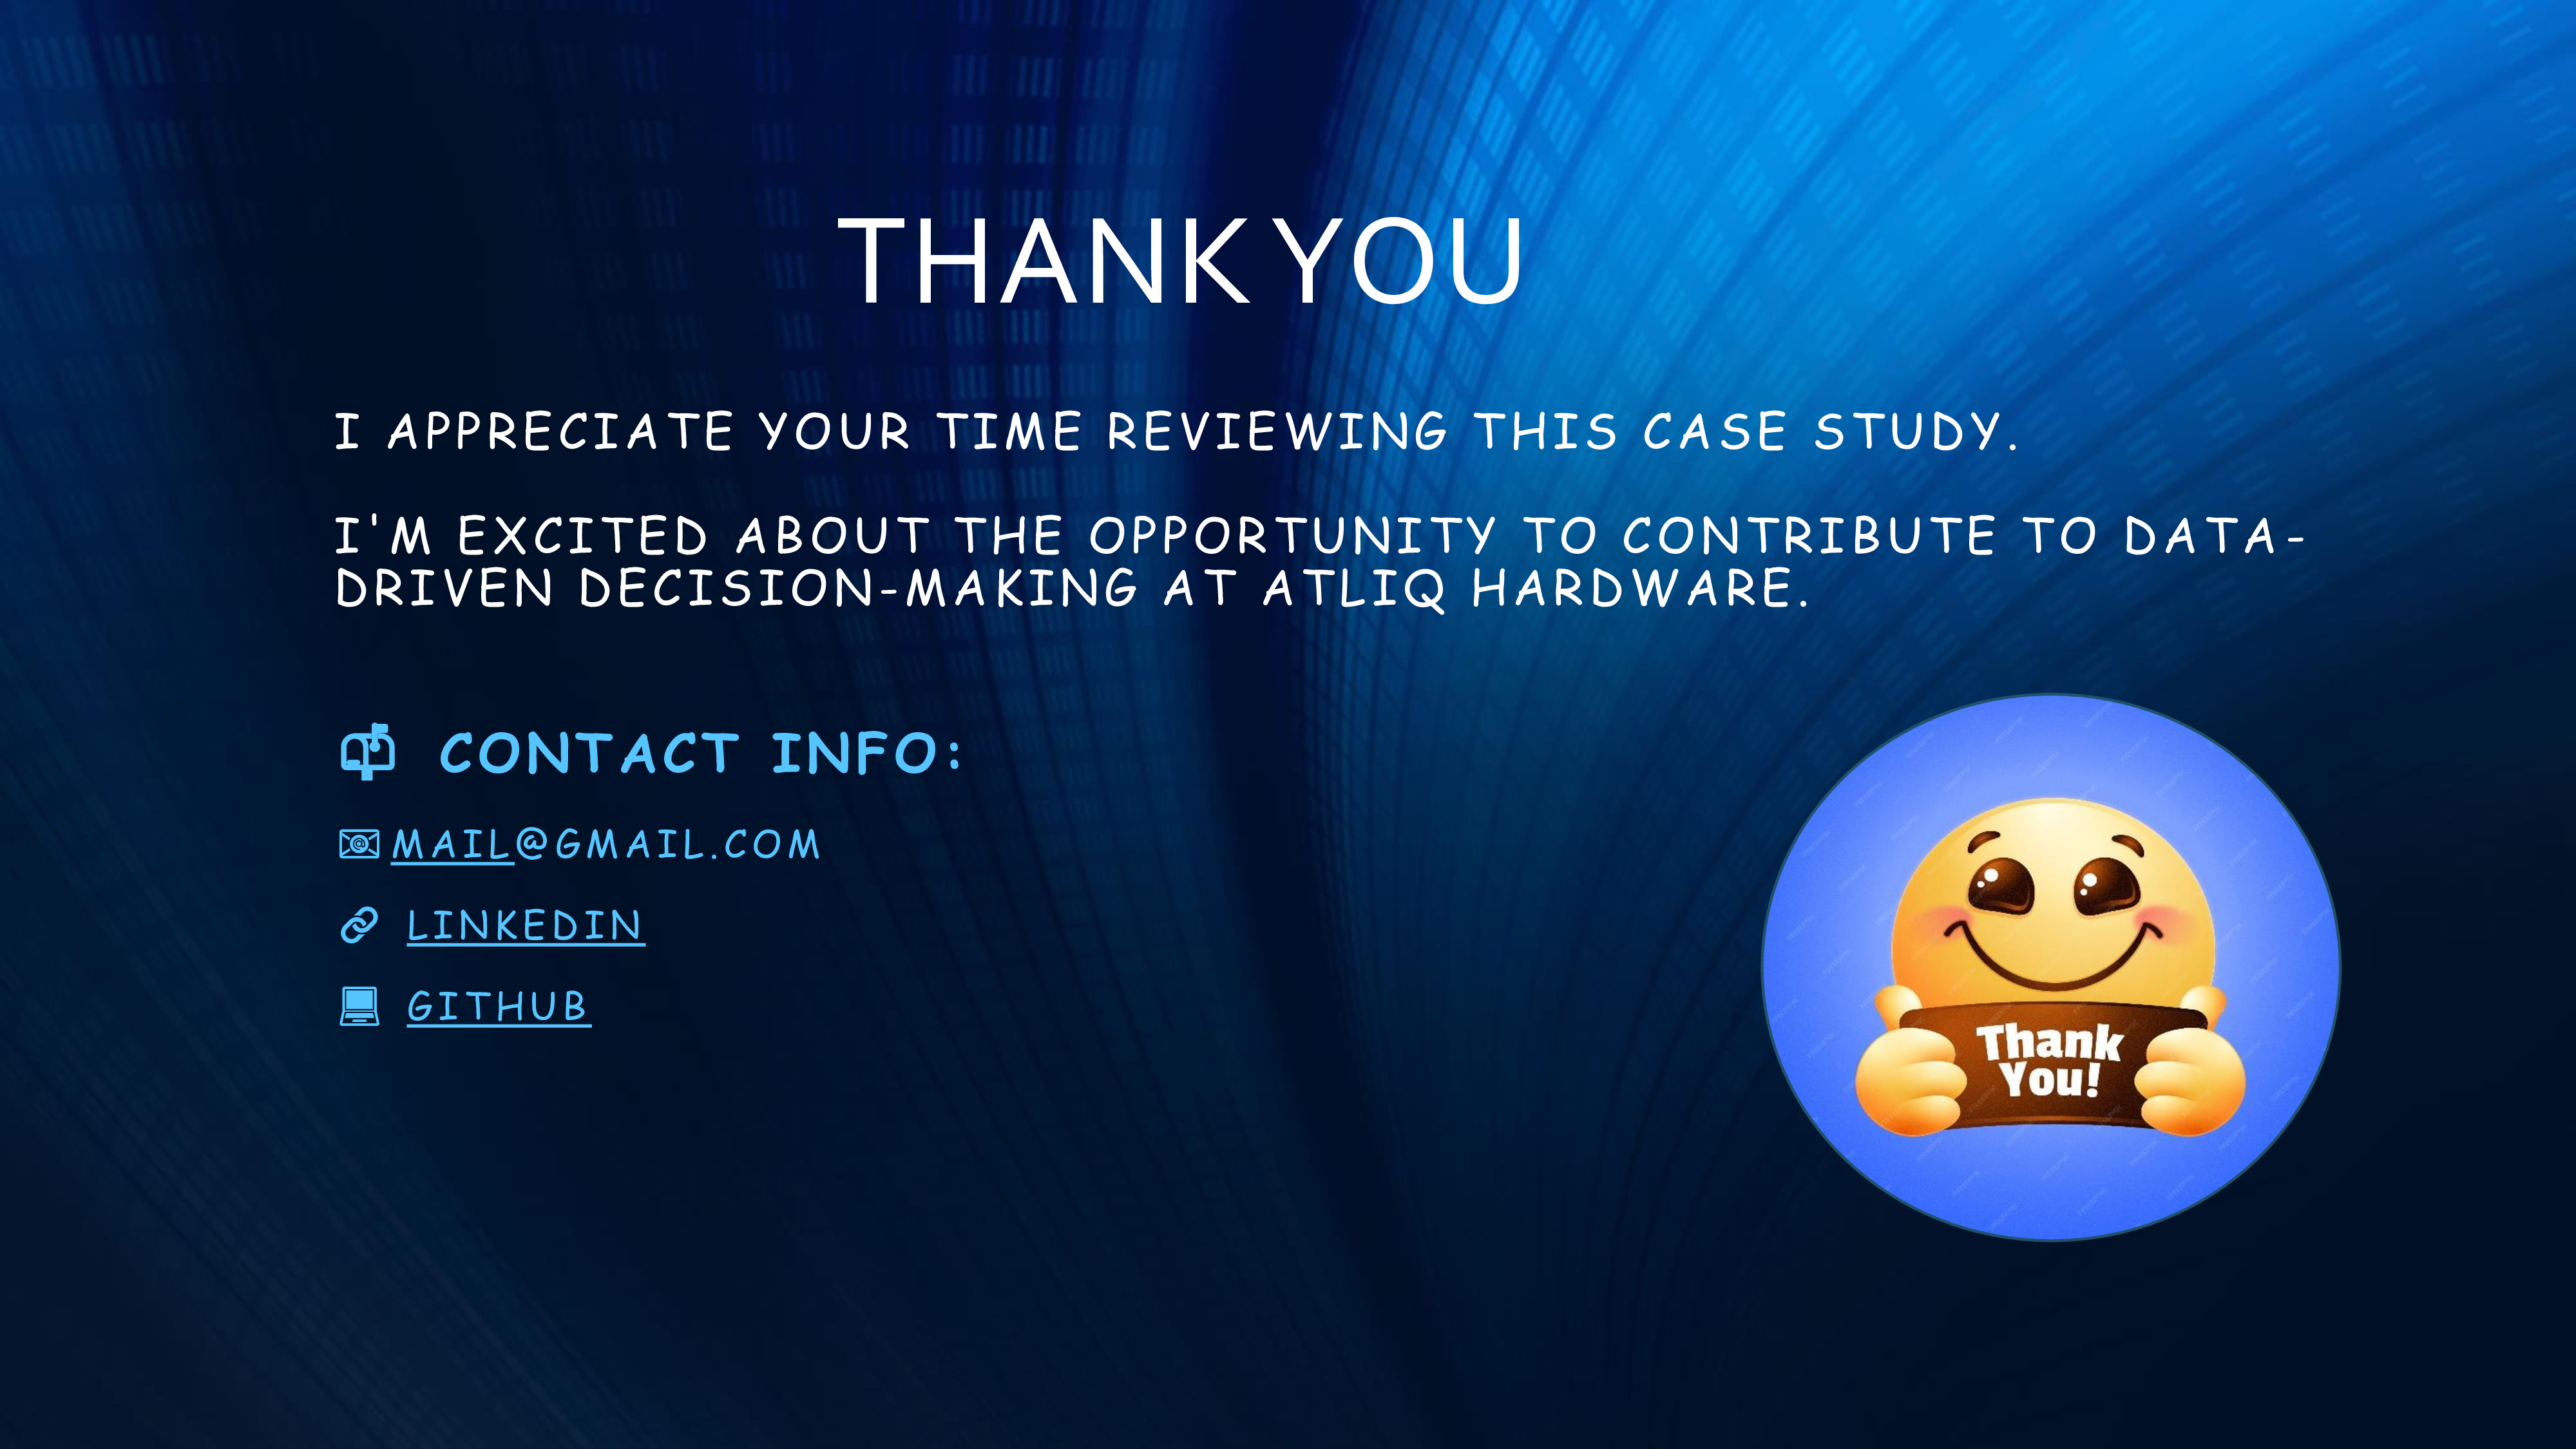 THANK YOU
I APPRECIATE YOUR TIME REVIEWING THIS CASE STUDY.
I'M EXCITED ABOUT THE OPPORTUNITY TO CONTRIBUTE TO DATA-
DRIVEN DECISION-MAKING AT ATLIQ HARDWARE.
📬 CONTACT INFO:
📧 MAIL@GMAIL.COM
🔗 LINKEDIN
💻 GITHUB
Thank
You!